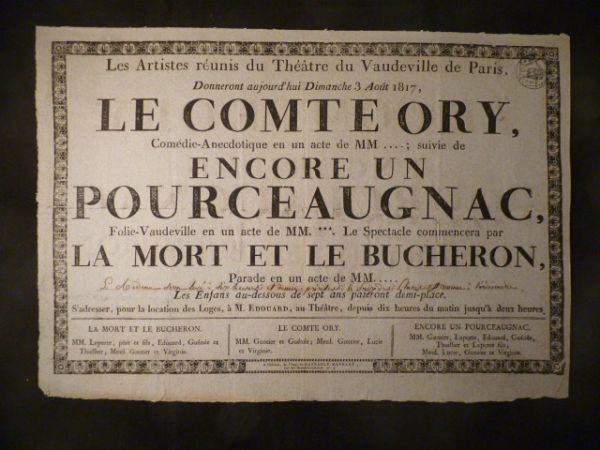 Les Artistes réunis du Théâtre du Vaudeville de Paris.
Donneront aujourd'hui Dimanche 3 Août 1817,
LE COMTE ORY,
Comédie-Anecdotique en un acte de MM ....; suivie de
ENCORE UN
POURCEAUGNAC,
Folie-Vaudeville en un acte de MM. ***. Le Spectacle commencera par
LA MORT ET LE BUCHERON,
Parade en un acte de MM.....
Les Enfans au-dessous de sept ans paieront demi-place.
S'adresser, pour la location des Loges, à M. EDOUARD, au Théâtre, depuis dix heures du matin jusqu'à deux heures
LA MORT ET LE BUCHERON.
MM. Laporte, père et fils, Edouard, Guénée et
Thuillier; Mesd. Gontier et Virginie.
LE COMTE ORY.
MM. Gontier et Guénée; Mesd. Gontier, Lucie
et Virginie.
ENCORE UN POURCEAUGNAC.
MM. Gontier, Laporte, Edouard, Guénée,
Thuillier et Laporte fils;
Mesd. Lucie, Gontier et Virginie.